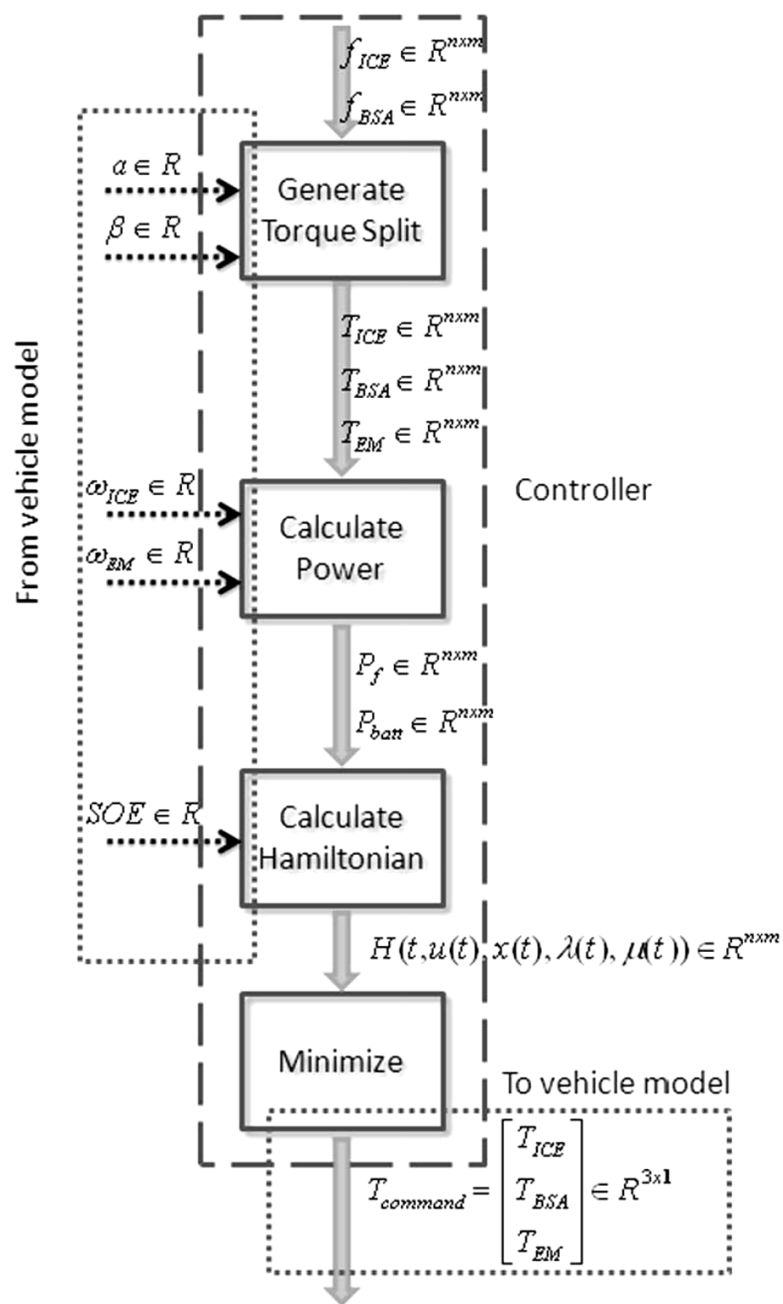 f_ICE ∈ R^nxm
f_BSA ∈ R^nxm
α ∈ R
β ∈ R
Generate
Torque Split
T_ICE ∈ R^nxm
T_BSA ∈ R^nxm
T_EM ∈ R^nxm
From vehicle model
ω_ICE ∈ R
ω_EM ∈ R
Calculate
Power
Controller
P_f ∈ R^nxm
P_batt ∈ R^nxm
SOE ∈ R
Calculate
Hamiltonian
H(t,u(t),x(t),λ(t),μ(t)) ∈ R^nxm
Minimize
To vehicle model
T_command = [T_ICE
T_BSA
T_EM] ∈ R^3x1